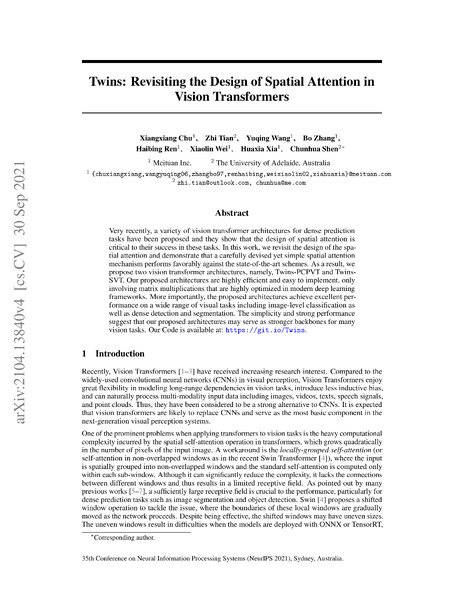 Twins: Revisiting the Design of Spatial Attention in
Vision Transformers
Xiangxiang Chu1, Zhi Tian2, Yuqing Wang1, Bo Zhang1,
Haibing Ren1, Xiaolin Wei1, Huaxia Xia1, Chunhua Shen2*
1 Meituan Inc. 2 The University of Adelaide, Australia
1 {chuxiangxiang,wangyuqing06,zhangbo97,renhaibing,weixiaolin02,xiahuaxia}@meituan.com
2 zhi.tian@outlook.com, chunhua@me.com
Abstract
Very recently, a variety of vision transformer architectures for dense prediction
tasks have been proposed and they show that the design of spatial attention is
critical to their success in these tasks. In this work, we revisit the design of the
spatial attention and demonstrate that a carefully devised yet simple spatial attention
mechanism performs favorably against the state-of-the-art schemes. As a result, we
propose two vision transformer architectures, namely, Twins-PCPVT and Twins-
SVT. Our proposed architectures are highly efficient and easy to implement, only
involving matrix multiplications that are highly optimized in modern deep learning
frameworks. More importantly, the proposed architectures achieve excellent perfor-
mance on a wide range of visual tasks including image-level classification as
well as dense detection and segmentation. The simplicity and strong performance
suggest that our proposed architectures may serve as stronger backbones for many
vision tasks. Our Code is available at: https://git.io/Twins.
1 Introduction
Recently, Vision Transformers [1–3] have received increasing research interest. Compared to the
widely-used convolutional neural networks (CNNs) in visual perception, Vision Transformers enjoy
great flexibility in modeling long-range dependencies in vision tasks, introduce less inductive bias,
and can naturally process multi-modality input data including images, videos, texts, speech signals,
and point clouds. Thus, they have been considered to be a strong alternative to CNNs. It is expected
that vision transformers are likely to replace CNNs and serve as the most basic component in the
next-generation visual perception systems.
One of the prominent problems when applying transformers to vision tasks is the heavy computational
complexity incurred by the spatial self-attention operation in transformers, which grows quadratically
in the number of pixels of the input image. A workaround is the locally-grouped self-attention (or
self-attention in non-overlapped windows as in the recent Swin Transformer [4]), where the input
is spatially grouped into non-overlapped windows and the standard self-attention is computed only
within each sub-window. Although it can significantly reduce the complexity, it lacks the connections
between different windows and thus results in a limited receptive field. As pointed out by many
previous works [5–7], a sufficiently large receptive field is crucial to the performance, particularly for
dense prediction tasks such as image segmentation and object detection. Swin [4] proposes a shifted
window operation to tackle the issue, where the boundaries of these local windows are gradually
moved as the network proceeds. Despite being effective, the shifted windows may have uneven sizes.
The uneven windows result in difficulties when the models are deployed with ONNX or TensorRT,
*Corresponding author.
35th Conference on Neural Information Processing Systems (NeurIPS 2021), Sydney, Australia.
arXiv:2104.13840v4 [cs.CV] 30 Sep 2021